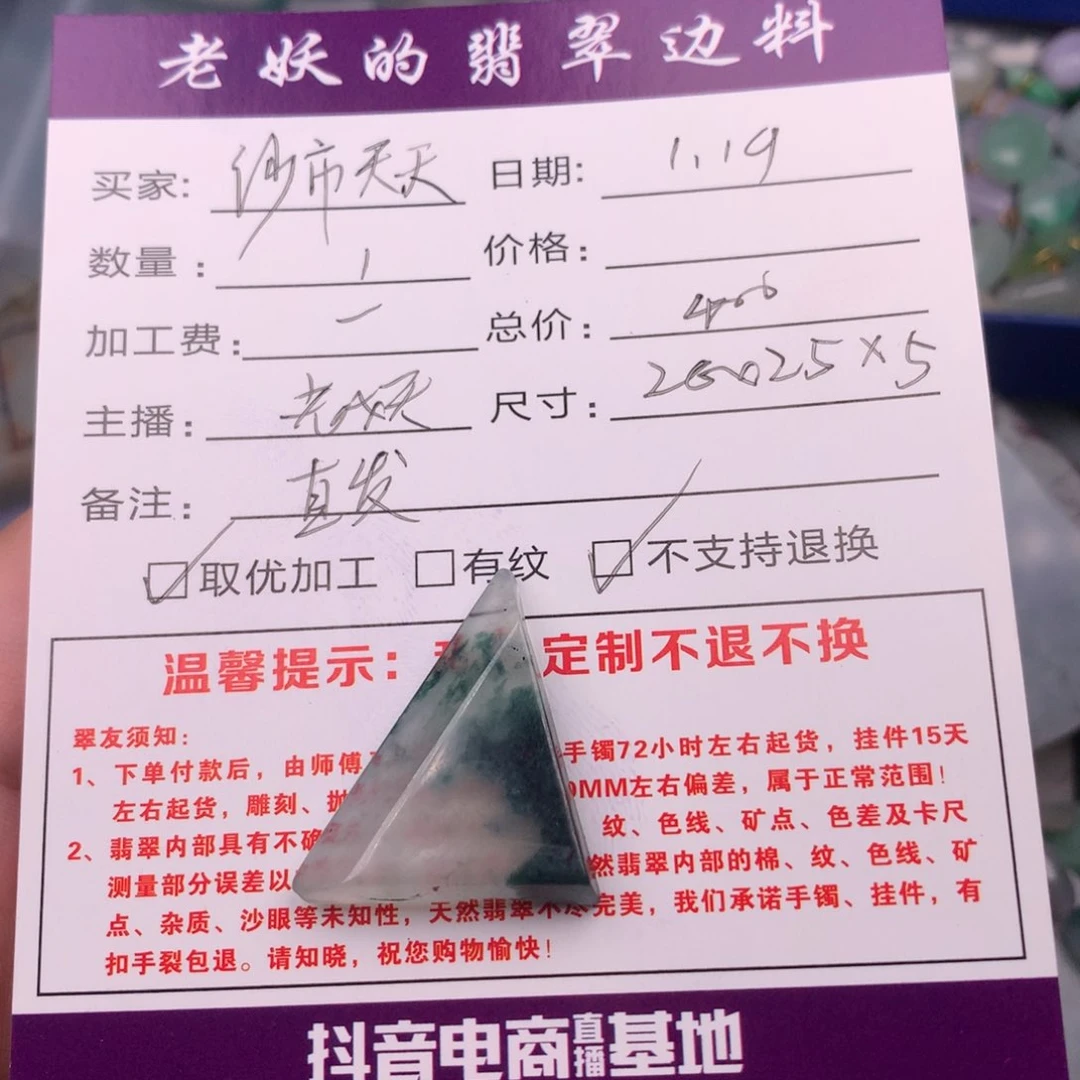 老妖的翡翠边料
买家: 沙市天天 日期: 1.19
数量: 1 价格:
加工费: 一 总价: 400
主播: 老妖 尺寸: 25×5
备注: 直发
取优加工 有纹 不支持退换
温馨提示: 定制不退不换
翠友须知:
1、下单付款后，由师傅 手镯72小时左右起货，挂件15天
左右起货，雕刻、抛 MM左右偏差，属于正常范围!
2、翡翠内部具有不确 纹、色线、矿点、色差及卡尺
测量部分误差以 然翡翠内部的棉、纹、色线、矿
点、杂质、沙眼等未知性，天然翡翠不尽完美，我们承诺手镯、挂件，有
扣手裂包退。请知晓，祝您购物愉快!
抖音电商直播基地